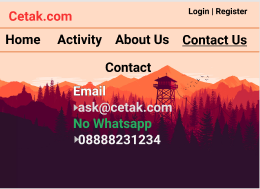 Cetak.com
Login | Register
Home Activity About Us Contact Us
Contact
Email
ask@cetak.com
No Whatsapp
08888231234